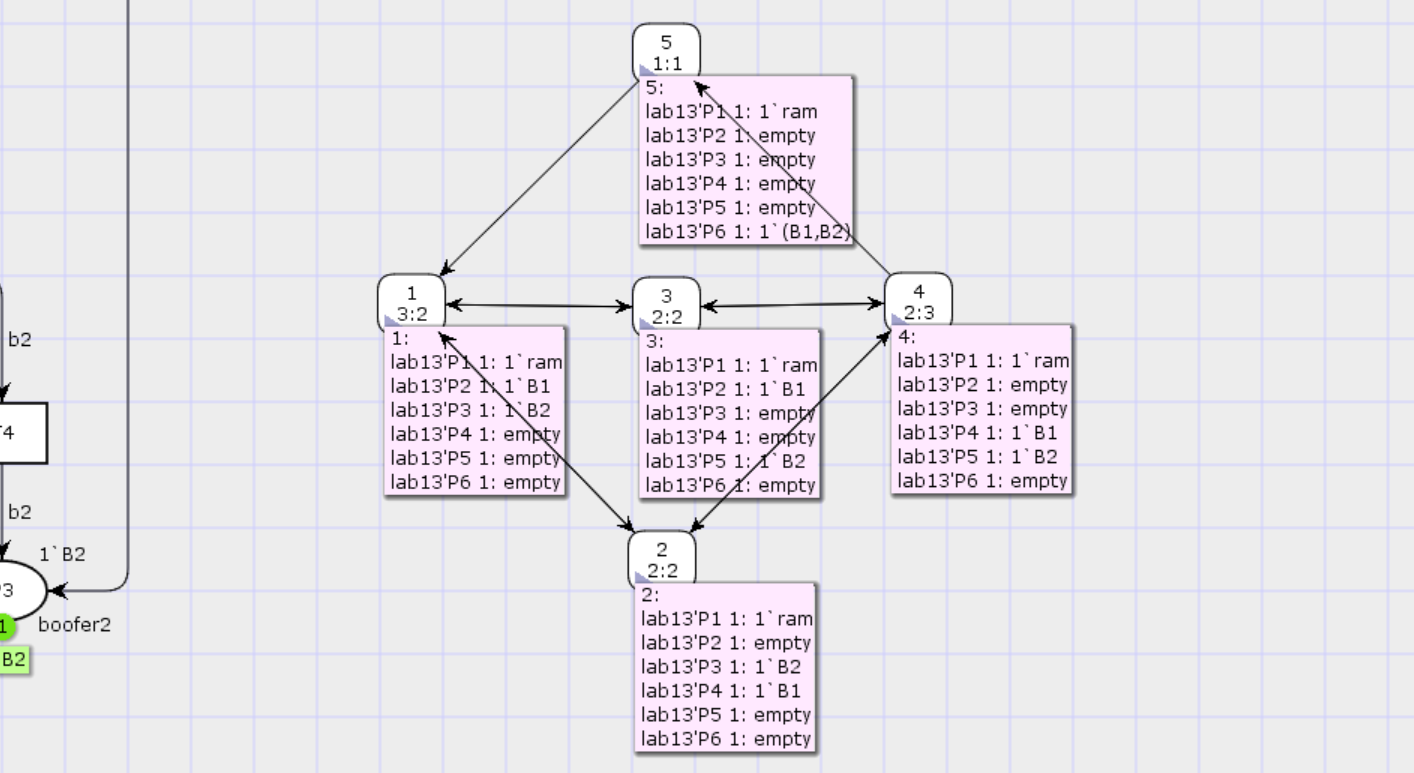 5
1:1
5:
lab13'P1 1: 1`ram
lab13'P2 1: empty
lab13'P3 1: empty
lab13'P4 1: empty
lab13'P5 1: empty
lab13'P6 1: 1`(B1,B2)
1
3:2
1:
lab13'P1 1: 1`ram
lab13'P2 1: 1`B1
lab13'P3 1: 1`B2
lab13'P4 1: empty
lab13'P5 1: empty
lab13'P6 1: empty
3
2:2
3:
lab13'P1 1: 1`ram
lab13'P2 1: 1`B1
lab13'P3 1: empty
lab13'P4 1: empty
lab13'P5 1: 1`B2
lab13'P6 1: empty
4
2:3
4:
lab13'P1 1: 1`ram
lab13'P2 1: empty
lab13'P3 1: empty
lab13'P4 1: 1`B1
lab13'P5 1: 1`B2
lab13'P6 1: empty
2
2:2
2:
lab13'P1 1: 1`ram
lab13'P2 1: empty
lab13'P3 1: 1`B2
lab13'P4 1: 1`B1
lab13'P5 1: empty
lab13'P6 1: empty
b2
4
b2
1`B2
3
boofer2
1
B2